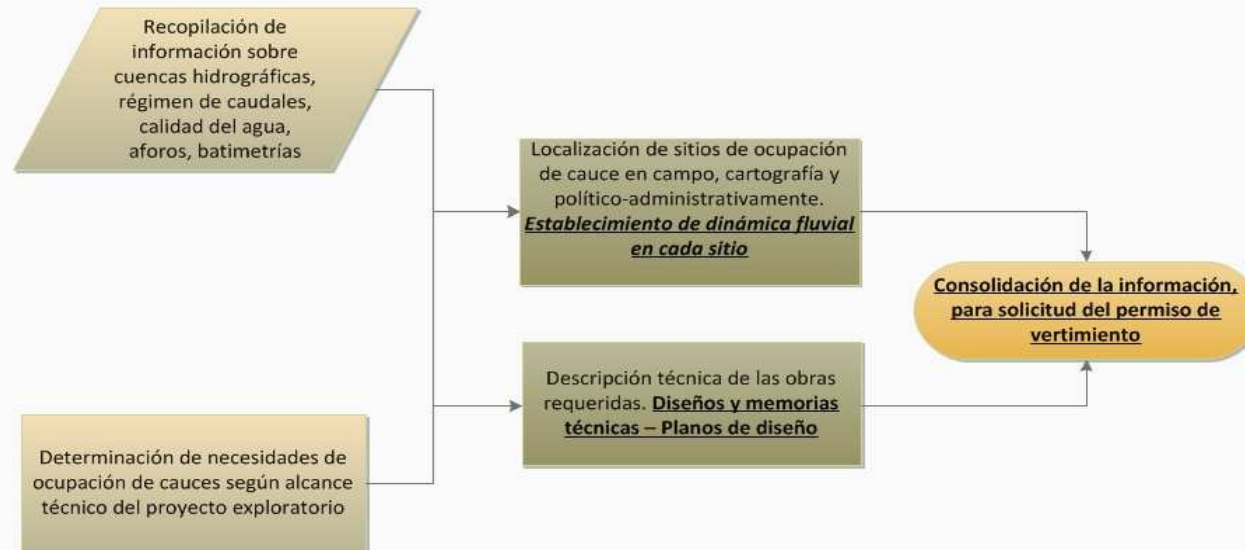 Recopilación de
información sobre
cuencas hidrográficas,
régimen de caudales,
calidad del agua,
aforos, batimetrías
Localización de sitios de ocupación
de cauce en campo, cartografía y
político-administrativamente.
Establecimiento de dinámica fluvial
en cada sitio
Consolidación de la información,
para solicitud del permiso de
vertimiento
Descripción técnica de las obras
requeridas. Diseños y memorias
técnicas – Planos de diseño
Determinación de necesidades de
ocupación de cauces según alcance
técnico del proyecto exploratorio